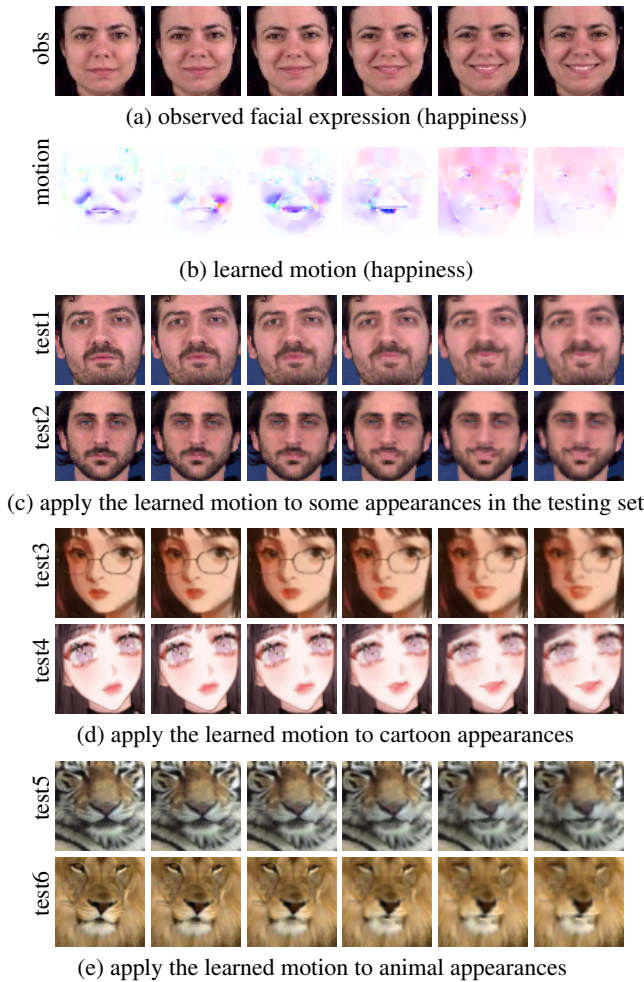 obs
(a) observed facial expression (happiness)
motion
(b) learned motion (happiness)
test1
test2
(c) apply the learned motion to some appearances in the testing set
test3
test4
(d) apply the learned motion to cartoon appearances
test5
test6
(e) apply the learned motion to animal appearances